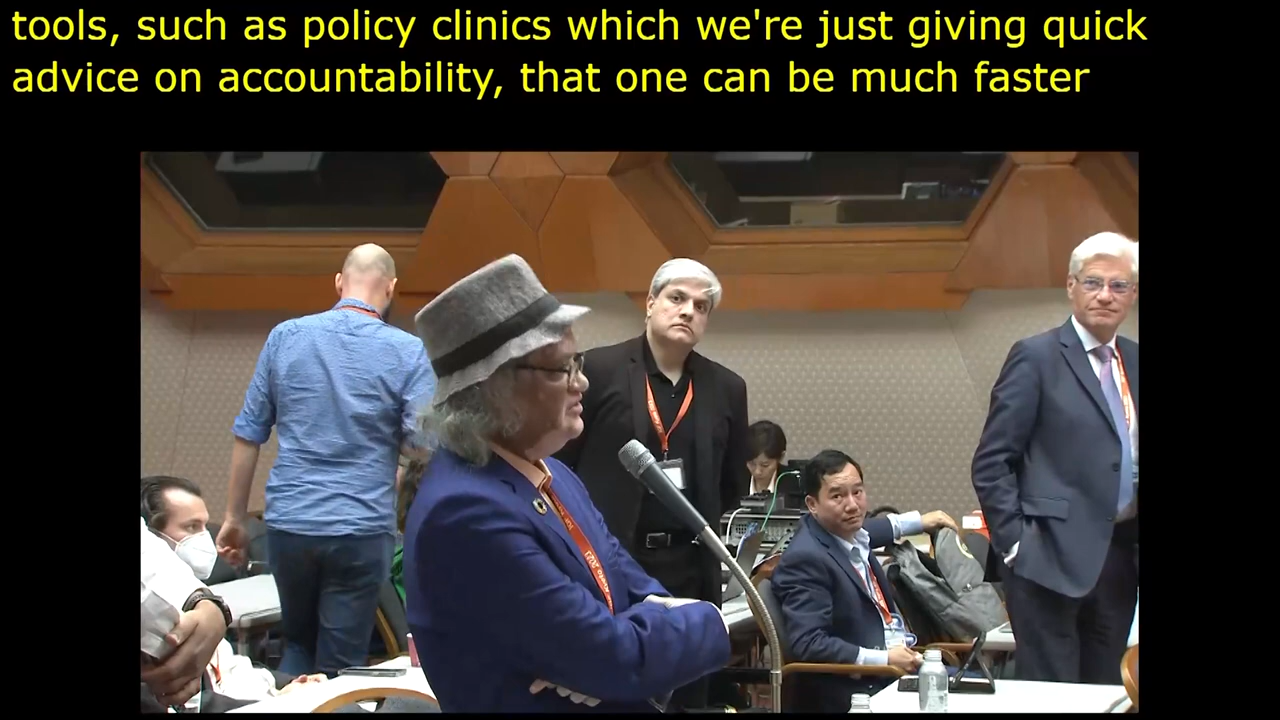 tools, such as policy clinics which we're just giving quick
advice on accountability, that one can be much faster